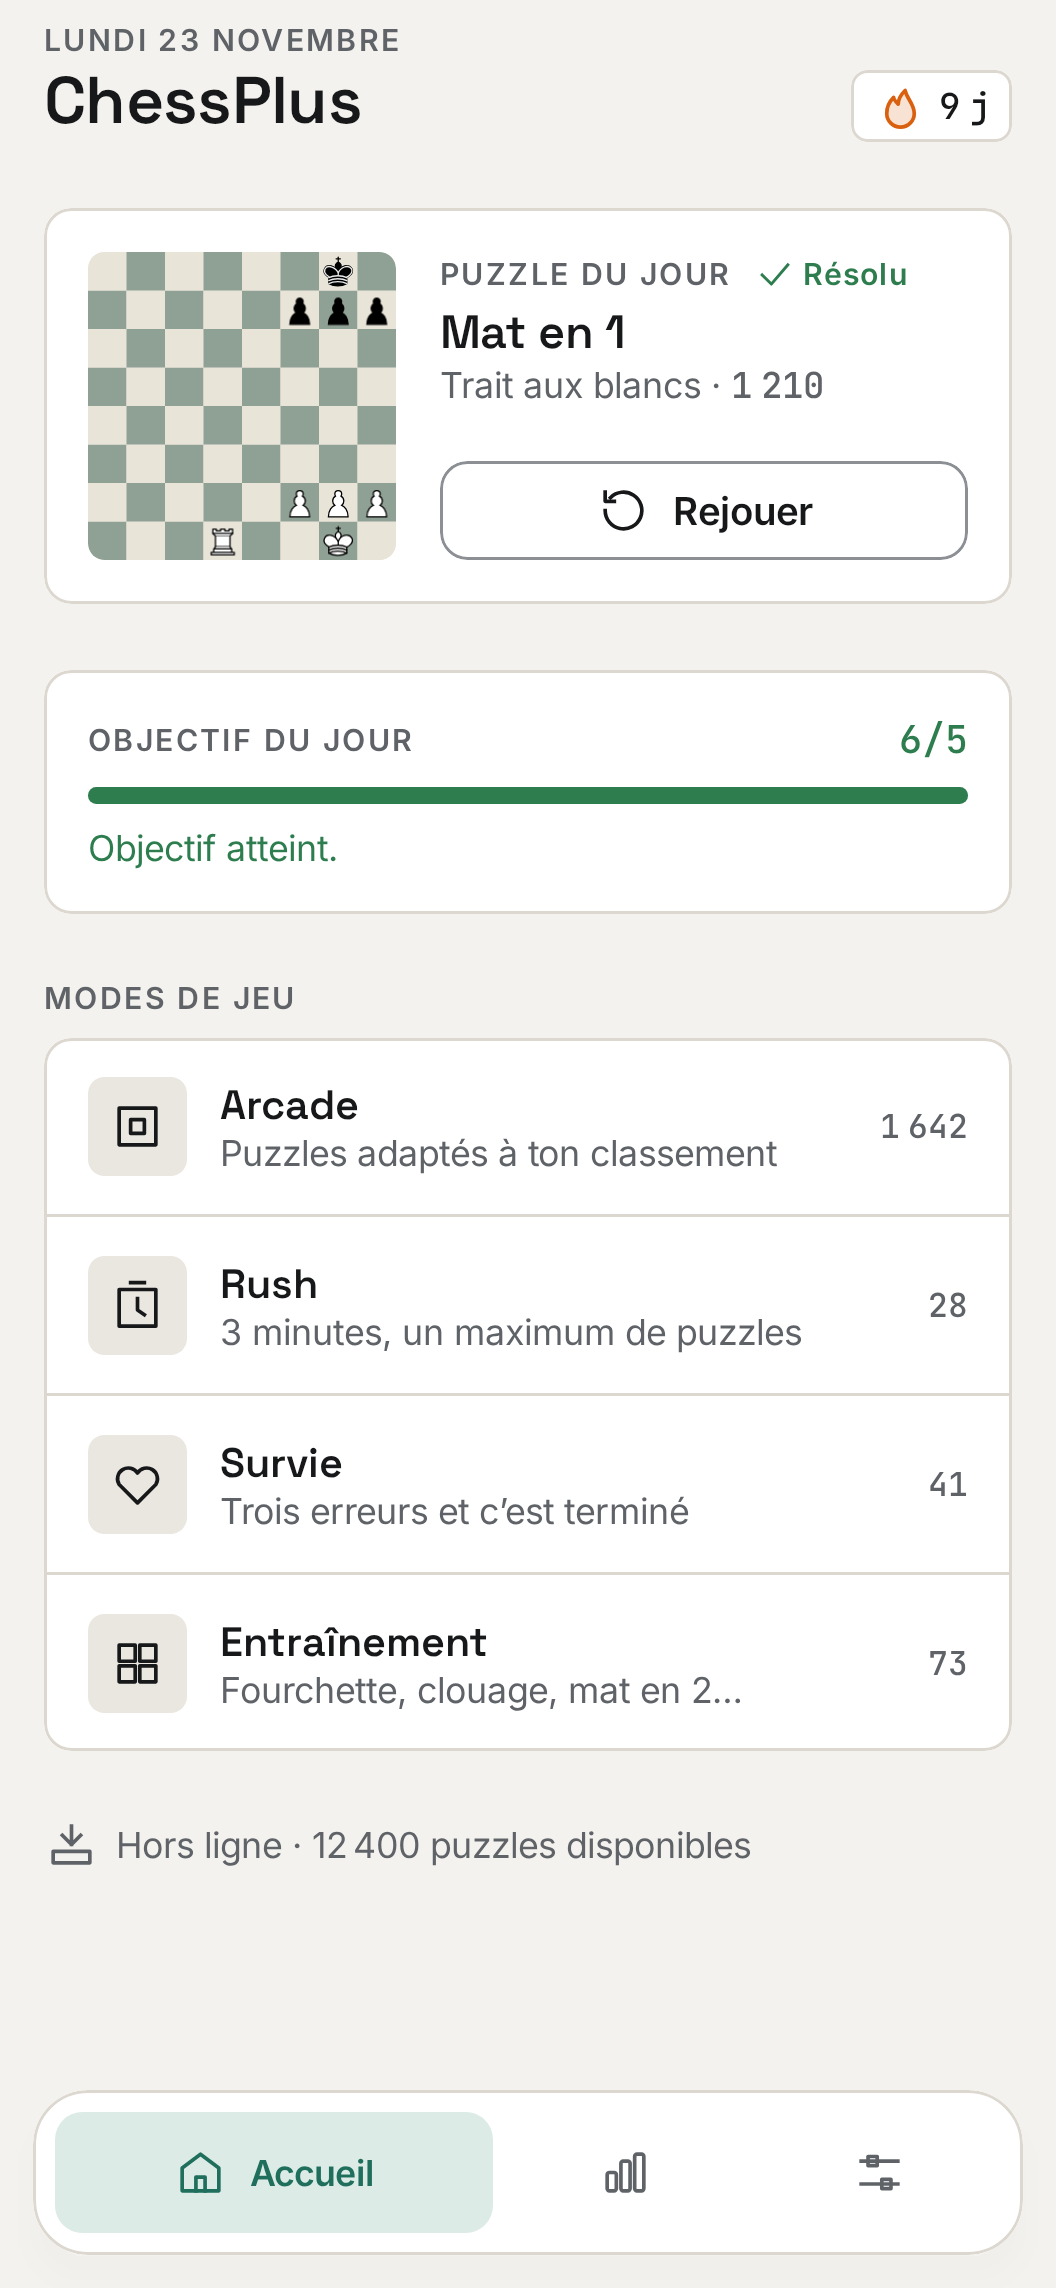 LUNDI 23 NOVEMBRE
ChessPlus
9 j
PUZZLE DU JOUR Résolu
Mat en 1
Trait aux blancs · 1 210
Rejouer
OBJECTIF DU JOUR 6/5
Objectif atteint.
MODES DE JEU
Arcade
Puzzles adaptés à ton classement
1 642
Rush
3 minutes, un maximum de puzzles
28
Survie
Trois erreurs et c’est terminé
41
Entraînement
Fourchette, clouage, mat en 2…
73
Hors ligne · 12 400 puzzles disponibles
Accueil